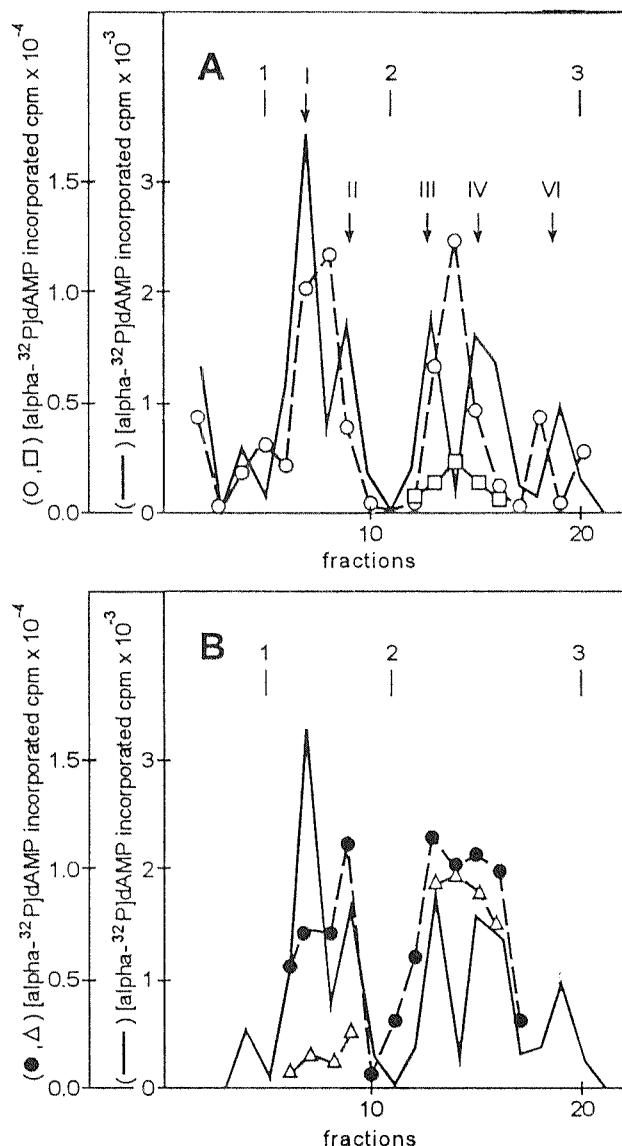 A
1
2
3
I
II
III
IV
VI
(O,□) [alpha-³²P]dAMP incorporated cpm x 10⁻⁴
1.5
1.0
0.5
0.0
(—) [alpha-³²P]dAMP incorporated cpm x 10⁻³
3
2
1
0
10
20
fractions
B
1
2
3
(●,△) [alpha-³²P]dAMP incorporated cpm x 10⁻⁴
1.5
1.0
0.5
0.0
(—) [alpha-³²P]dAMP incorporated cpm x 10⁻³
3
2
1
0
10
20
fractions